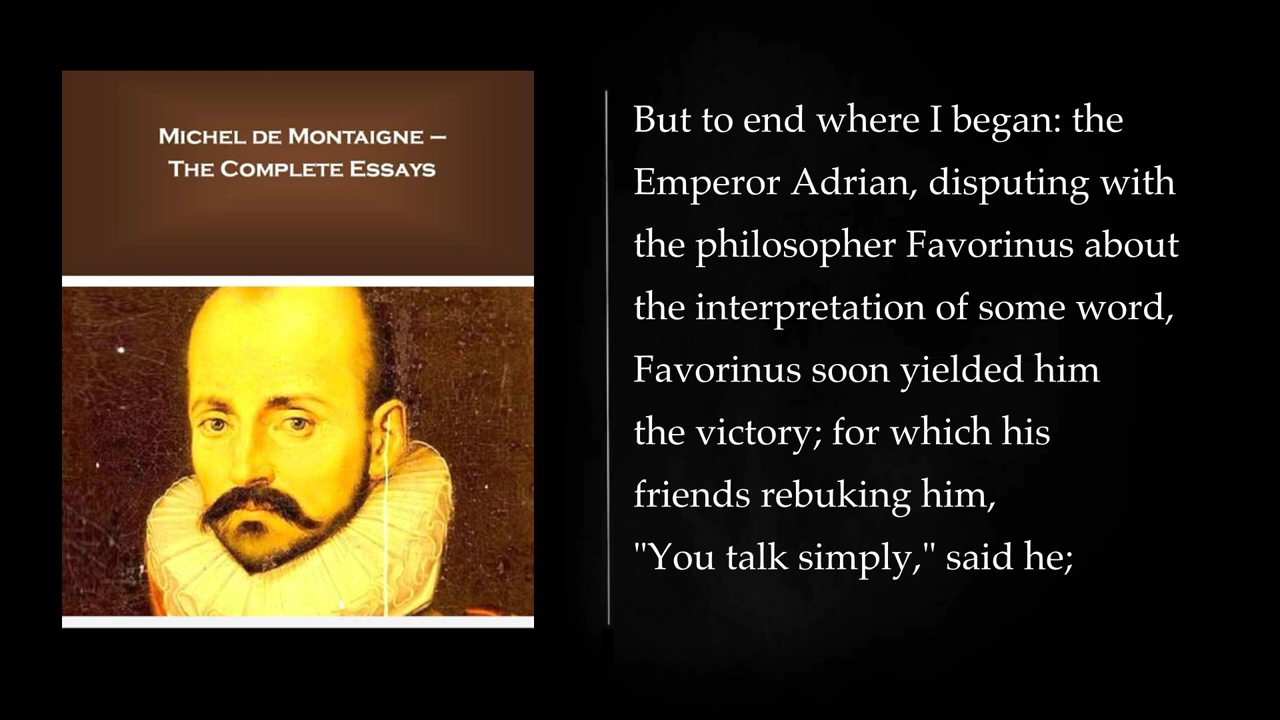 MICHEL DE MONTAIGNE –
THE COMPLETE ESSAYS
But to end where I began: the
Emperor Adrian, disputing with
the philosopher Favorinus about
the interpretation of some word,
Favorinus soon yielded him
the victory; for which his
friends rebuking him,
"You talk simply," said he;